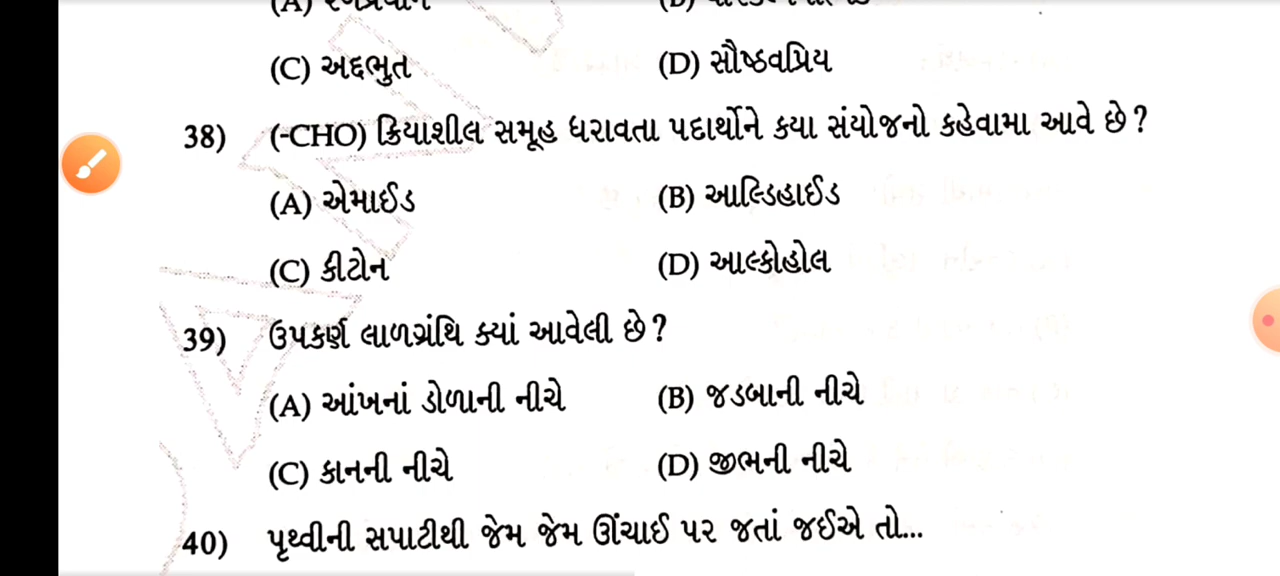 (C) અદ્દભુત (D) સૌષ્ઠવપ્રિય
38) (-CHO) ક્રિયાશીલ સમૂહ ધરાવતા પદાર્થોને કયા સંયોજનો કહેવામા આવે છે?
(A) એમાઈડ (B) આલ્ડિહાઈડ
(C) કીટોન (D) આલ્કોહોલ
39) ઉપકર્ણ લાળગ્રંથિ ક્યાં આવેલી છે?
(A) આંખનાં ડોળાની નીચે (B) જડબાની નીચે
(C) કાનની નીચે (D) જીભની નીચે
40) પૃથ્વીની સપાટીથી જેમ જેમ ઊંચાઈ પર જતાં જઈએ તો...